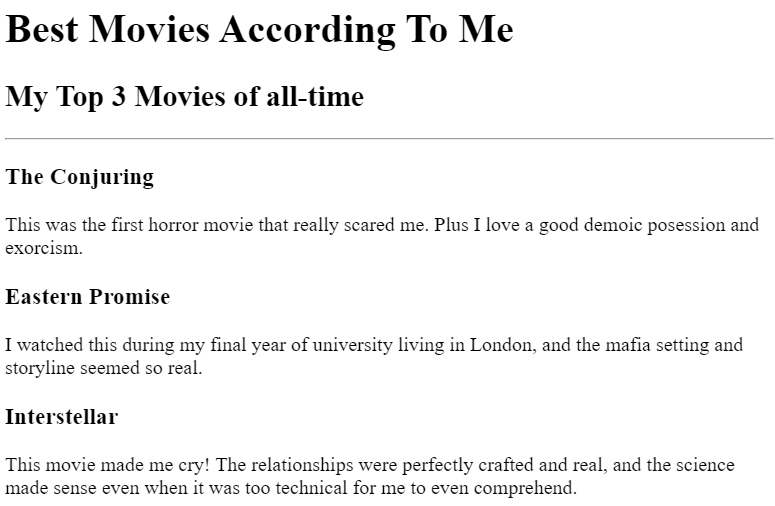 Best Movies According To Me
My Top 3 Movies of all-time
The Conjuring
This was the first horror movie that really scared me. Plus I love a good demoic posession and
exorcism.
Eastern Promise
I watched this during my final year of university living in London, and the mafia setting and
storyline seemed so real.
Interstellar
This movie made me cry! The relationships were perfectly crafted and real, and the science
made sense even when it was too technical for me to even comprehend.